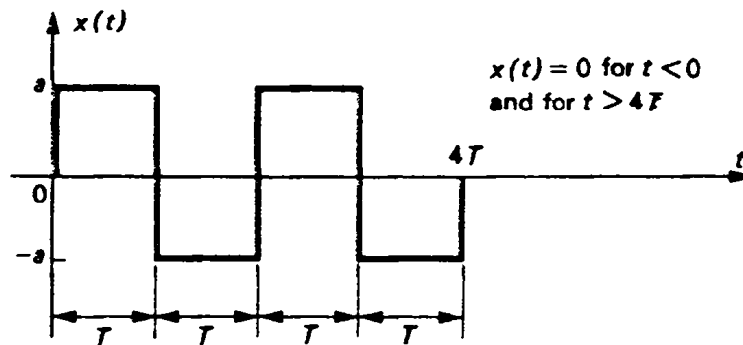 x(t)
x(t) = 0 for t < 0
and for t > 4T
a
4T
t
0
-a
T T T T